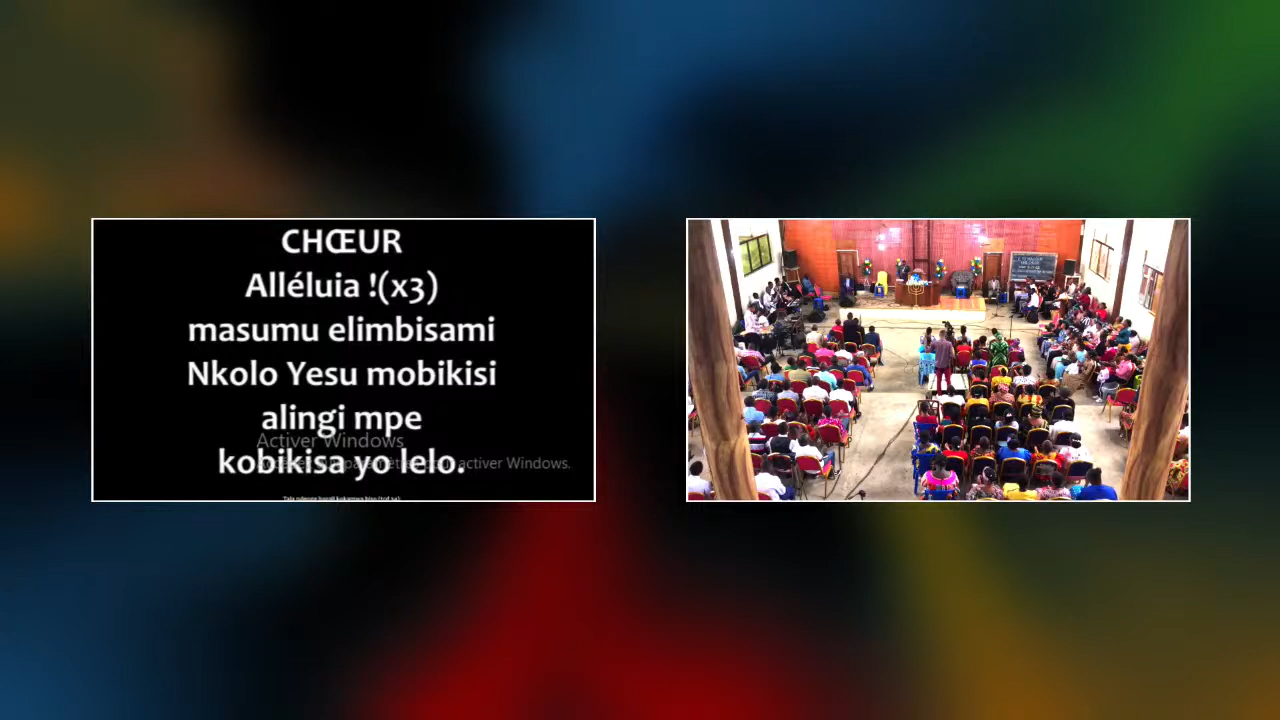 CHŒUR
Alléluia !(x3)
masumu elimbisami
Nkolo Yesu mobikisi
alingi mpe
Activer Windows
kobikisa yo lelo.
activer Windows.